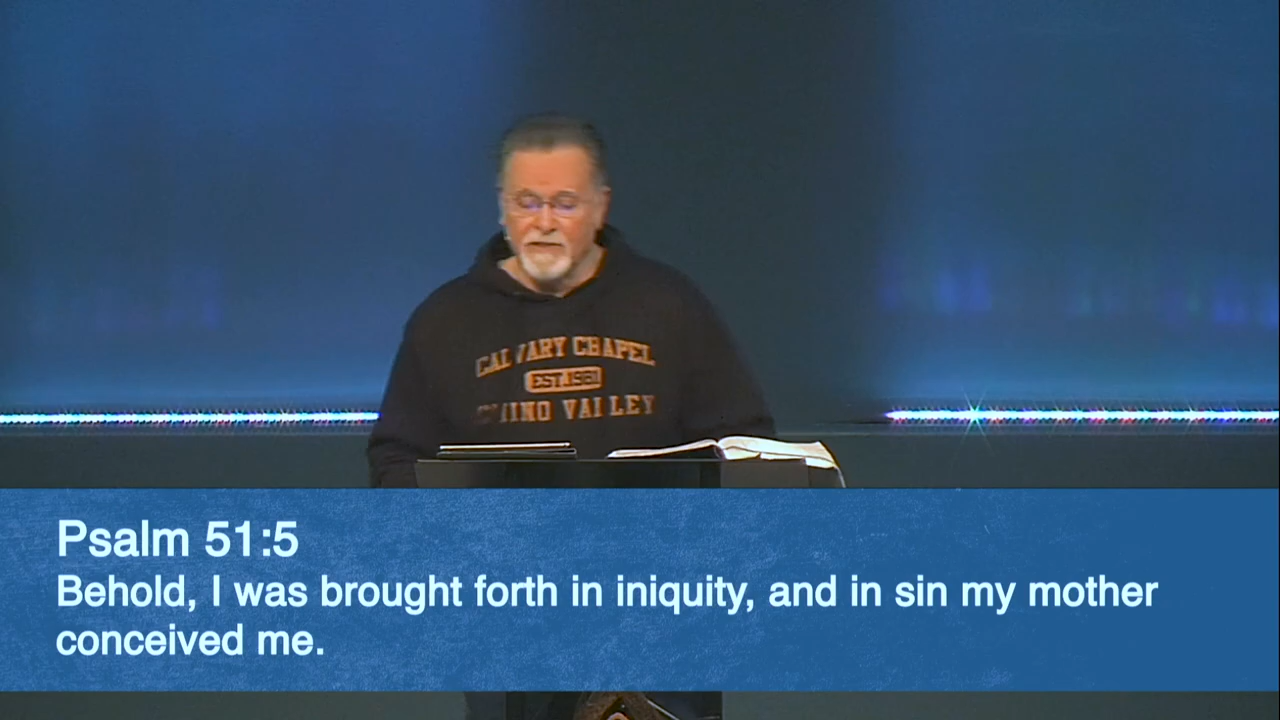 CALVARY CHAPEL
EST. 1981
CHINO VALLEY
Psalm 51:5
Behold, I was brought forth in iniquity, and in sin my mother
conceived me.